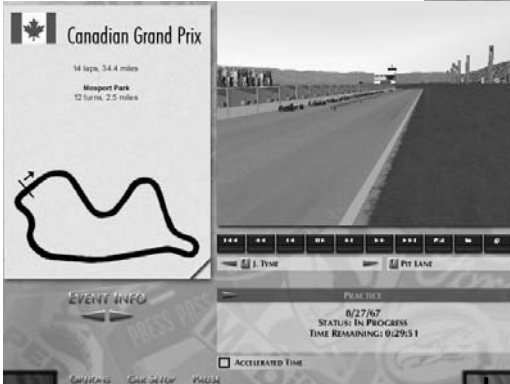 Canadian Grand Prix
14 laps, 34.4 miles
Mosport Park
12 turns, 2.5 miles
J. TYME
PIT LANE
EVENT INFO
PRACTICE
8/27/67
STATUS: IN PROGRESS
TIME REMAINING: 0:29:51
ACCELERATED TIME
OPTIONS CAR SETUP PAUSE